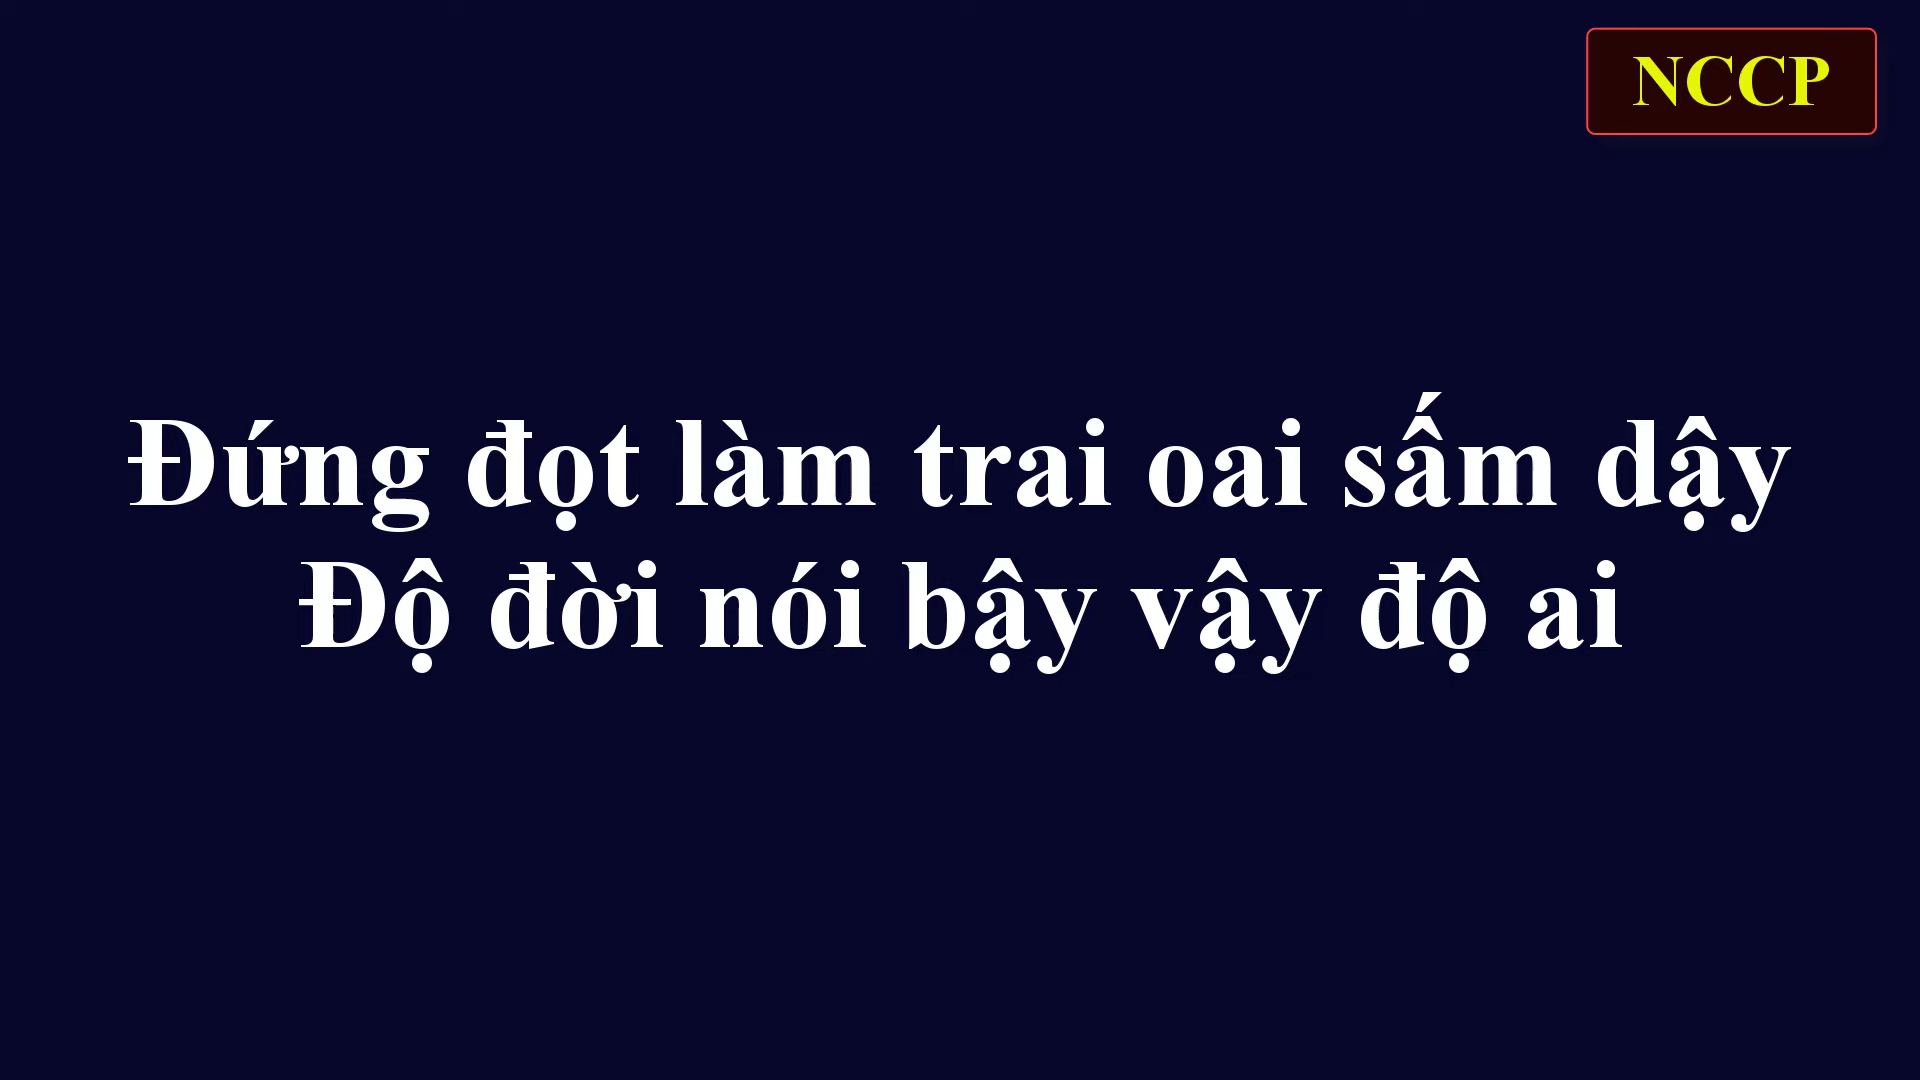 NCCP
Đứng đọt làm trai oai sấm dậy
Độ đời nói bậy vậy độ ai